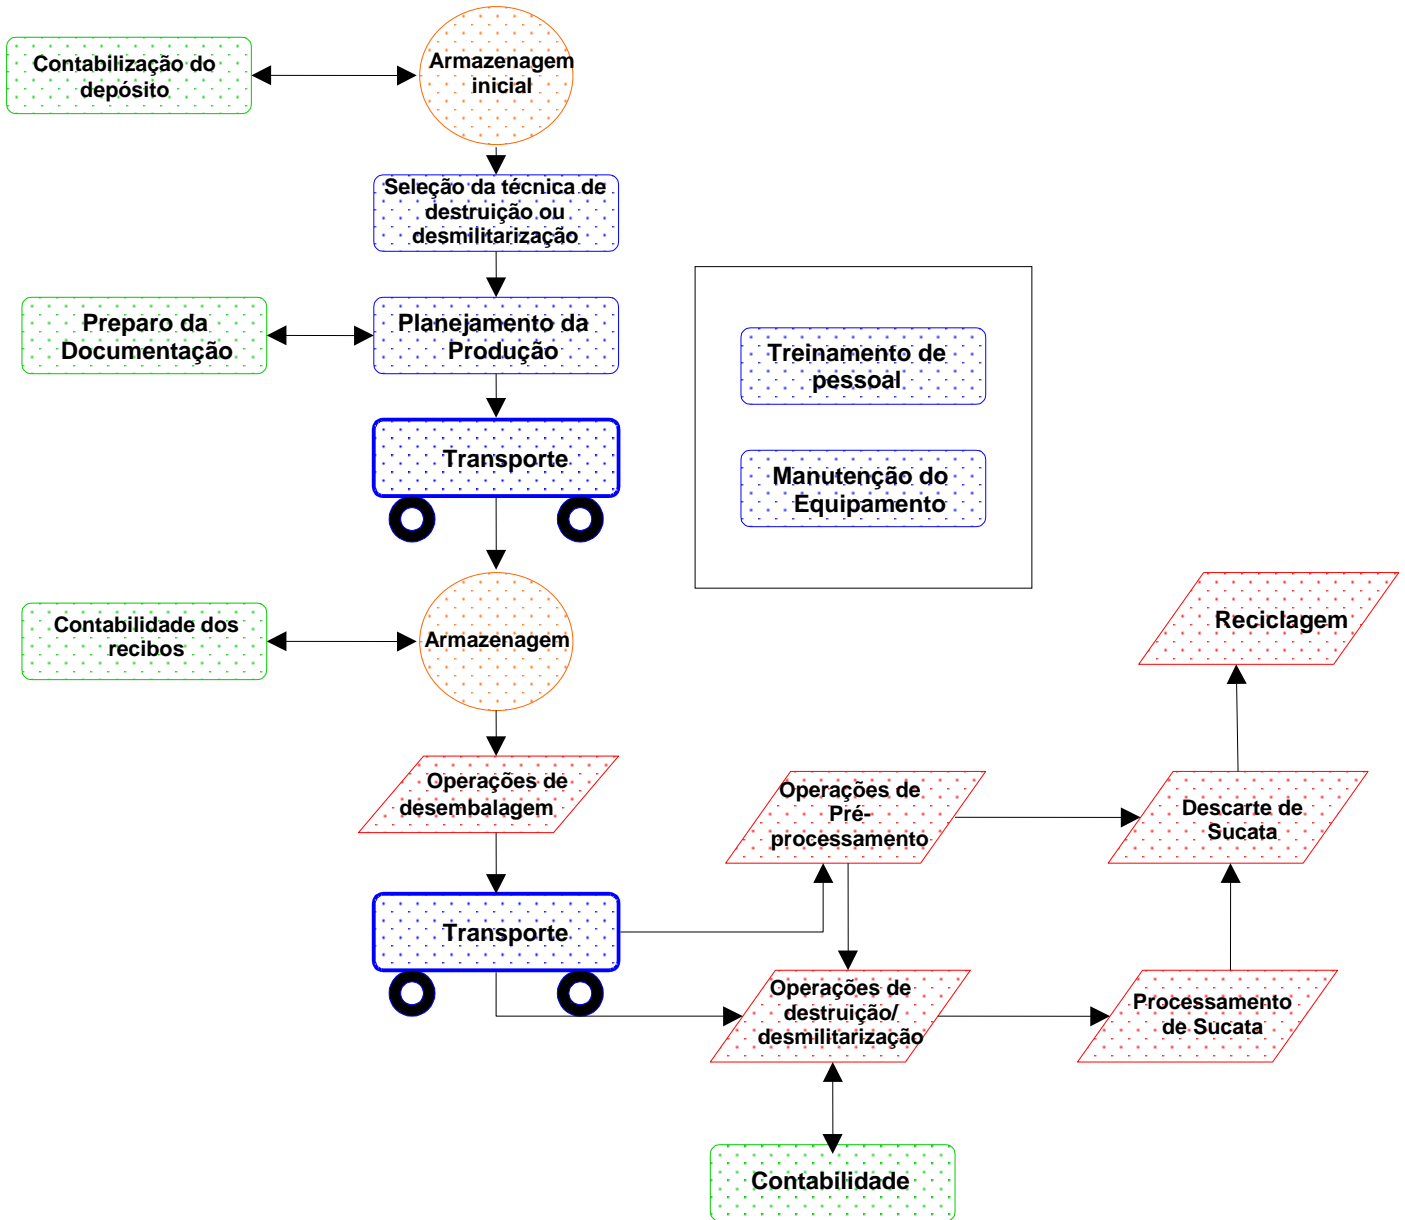 Contabilização do
depósito
Armazenagem
inicial
Seleção da técnica de
destruição ou
desmilitarização
Preparo da
Documentação
Planejamento da
Produção
Treinamento de
pessoal
Transporte
Manutenção do
Equipamento
Contabilidade dos
recibos
Armazenagem
Reciclagem
Operações de
desembalagem
Operações de
Pré-
processamento
Descarte de
Sucata
Transporte
Operações de
destruição/
desmilitarização
Processamento
de Sucata
Contabilidade